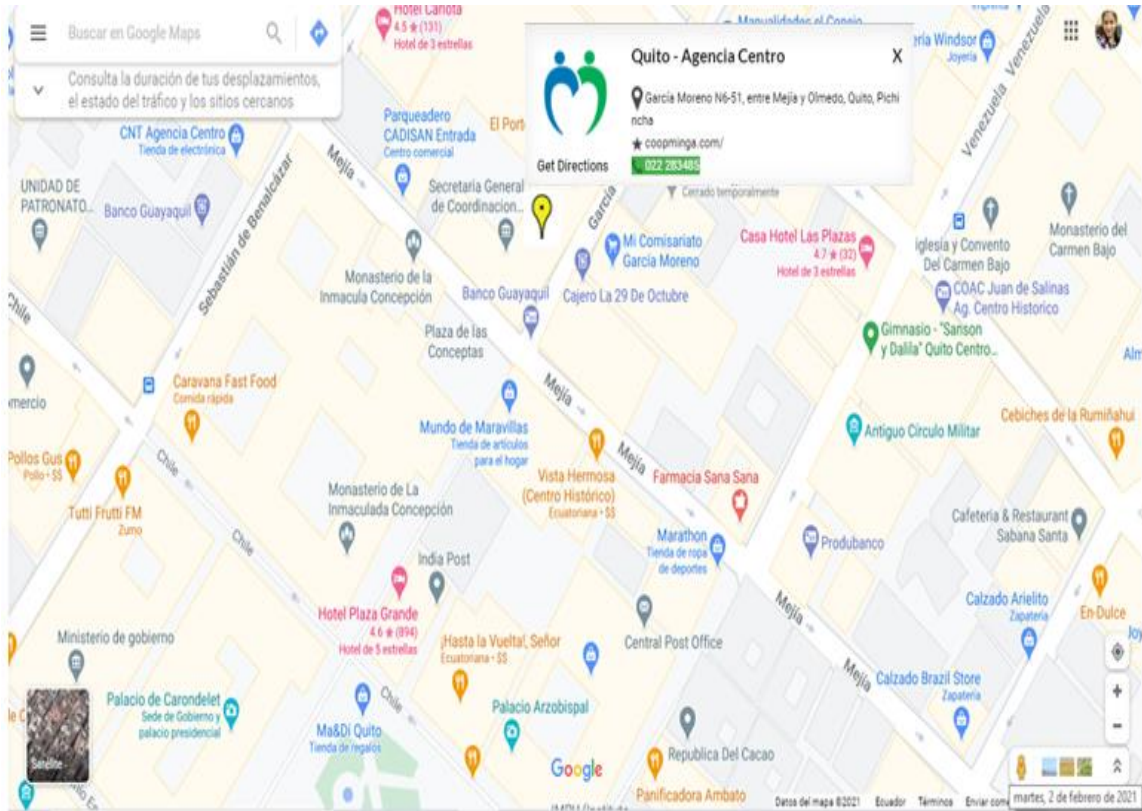 Buscar en Google Maps
Consulta la duración de tus desplazamientos,
el estado del tráfico y los sitios cercanos
Hotel Carlota
4.5 ★ (131)
Hotel de 3 estrellas
Quito - Agencia Centro
X
García Moreno N6-51, entre Mejía y Olmedo, Quito, Pichi
ncha
coopminga.com/
Get Directions
022 283485
Manualidades el Conejo
ería Windsor
Joyería
Venezuela
Venezuela
CNT Agencia Centro
Tienda de electrónica
Parqueadero
CADISAN Entrada
Centro comercial
El Port
Mejía
UNIDAD DE
PATRONATO...
Banco Guayaquil
Sebastián de Benalcázar
Secretaria General
de Coordinacion...
García
Cerrado temporalmente
Mi Comisariato
García Moreno
Casa Hotel Las Plazas
4.7 ★ (32)
Hotel de 3 estrellas
Iglesia y Convento
Del Carmen Bajo
Monasterio del
Carmen Bajo
Monasterio de la
Inmacula Concepción
Banco Guayaquil
Cajero La 29 De Octubre
COAC Juan de Salinas
Ag. Centro Historico
Chile
Plaza de las
Conceptas
Gimnasio - "Sanson
y Dalila" Quito Centro...
Alm
omercio
Caravana Fast Food
Comida rápida
Mejía
Mundo de Maravillas
Tienda de artículos
para el hogar
Cebiches de la Rumiñahui
Antiguo Circulo Militar
Pollos Gus
Pollo · $$
Chile
Mejía
Vista Hermosa
(Centro Histórico)
Ecuatoriana · $$
Farmacia Sana Sana
Monasterio de La
Inmaculada Concepción
Tutti Frutti FM
Zumo
Chile
Marathon
Tienda de ropa
de deportes
Produbanco
Cafeteria & Restaurant
Sabana Santa
India Post
Hotel Plaza Grande
4.6 ★ (894)
Hotel de 5 estrellas
Mejía
Calzado Arielito
Zapatería
En-Dulce
Joy
Ministerio de gobierno
¡Hasta la Vuelta!, Señor
Ecuatoriana · $$
Central Post Office
Mejía
Calzado Brazil Store
Zapatería
Palacio de Carondelet
Sede de Gobierno y
palacio presidencial
Chile
Palacio Arzobispal
Ma&Di Quito
Tienda de regalos
Republica Del Cacao
Satélite
Google
Panificadora Ambato
Datos del mapa ©2021
Ecuador
Términos
Enviar com
martes, 2 de febrero de 2021